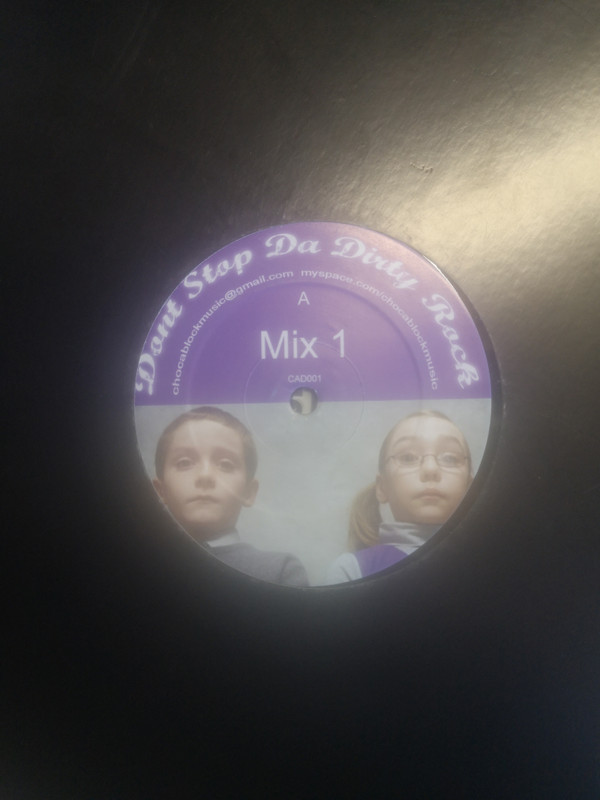 Dont Stop Da Dirty Rock
chocablockmusic@gmail.com myspace.com/chocablockmusic
A
Mix 1
CAD001